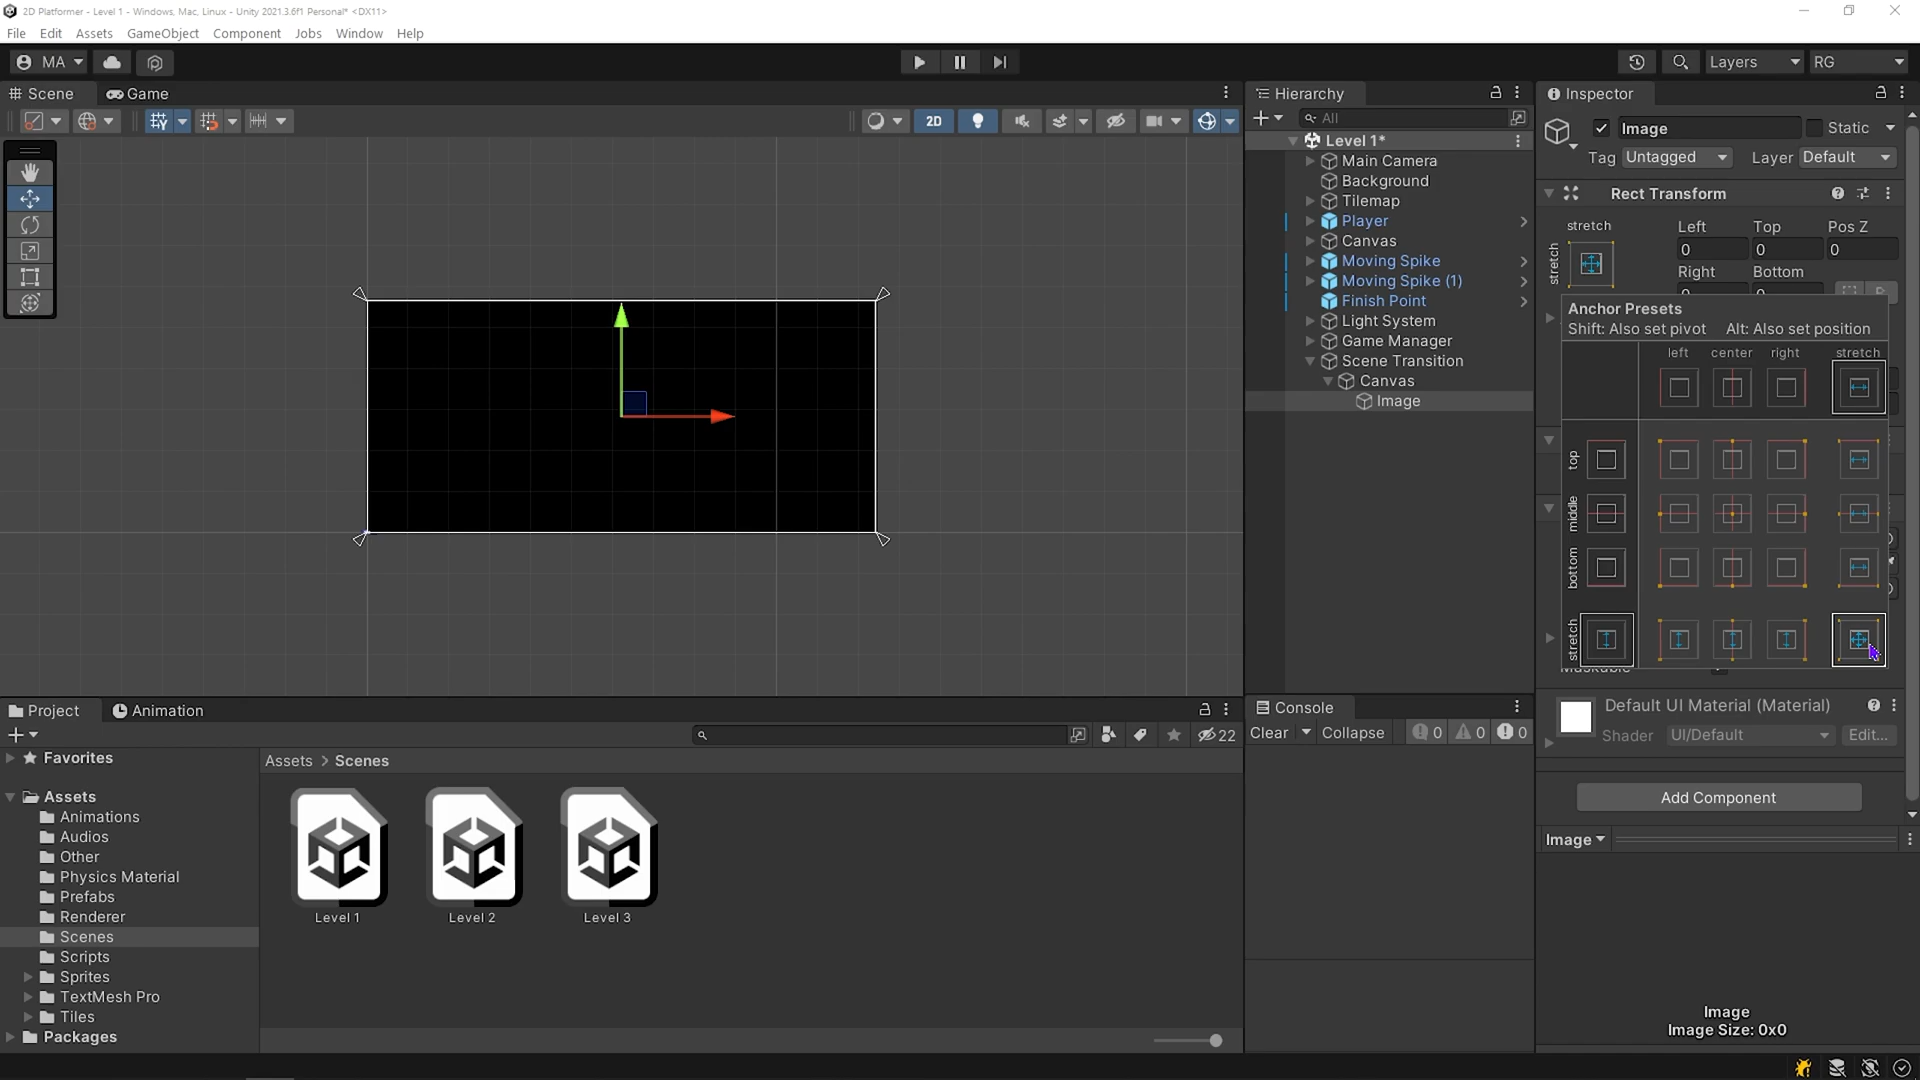 2D Platformer - Level 1 - Windows, Mac, Linux - Unity 2021.3.6f1 Personal* <DX11>
File Edit Assets GameObject Component Jobs Window Help
MA
Layers
RG
Scene
Game
2D
Hierarchy
All
Level 1*
Main Camera
Background
Tilemap
Player
Canvas
Moving Spike
Moving Spike (1)
Finish Point
Light System
Game Manager
Scene Transition
Canvas
Image
Inspector
Image
Static
Tag Untagged Layer Default
Rect Transform
stretch
stretch
Left Top Pos Z
0 0 0
Right Bottom
Anchor Presets
Shift: Also set pivot Alt: Also set position
left center right stretch
top
middle
bottom
stretch
Default UI Material (Material)
Shader UI/Default Edit...
Add Component
Image
Image
Image Size: 0x0
Project
Animation
22
Favorites
Assets
Animations
Audios
Other
Physics Material
Prefabs
Renderer
Scenes
Scripts
Sprites
TextMesh Pro
Tiles
Packages
Assets > Scenes
Level 1
Level 2
Level 3
Console
Clear Collapse 0 0 0